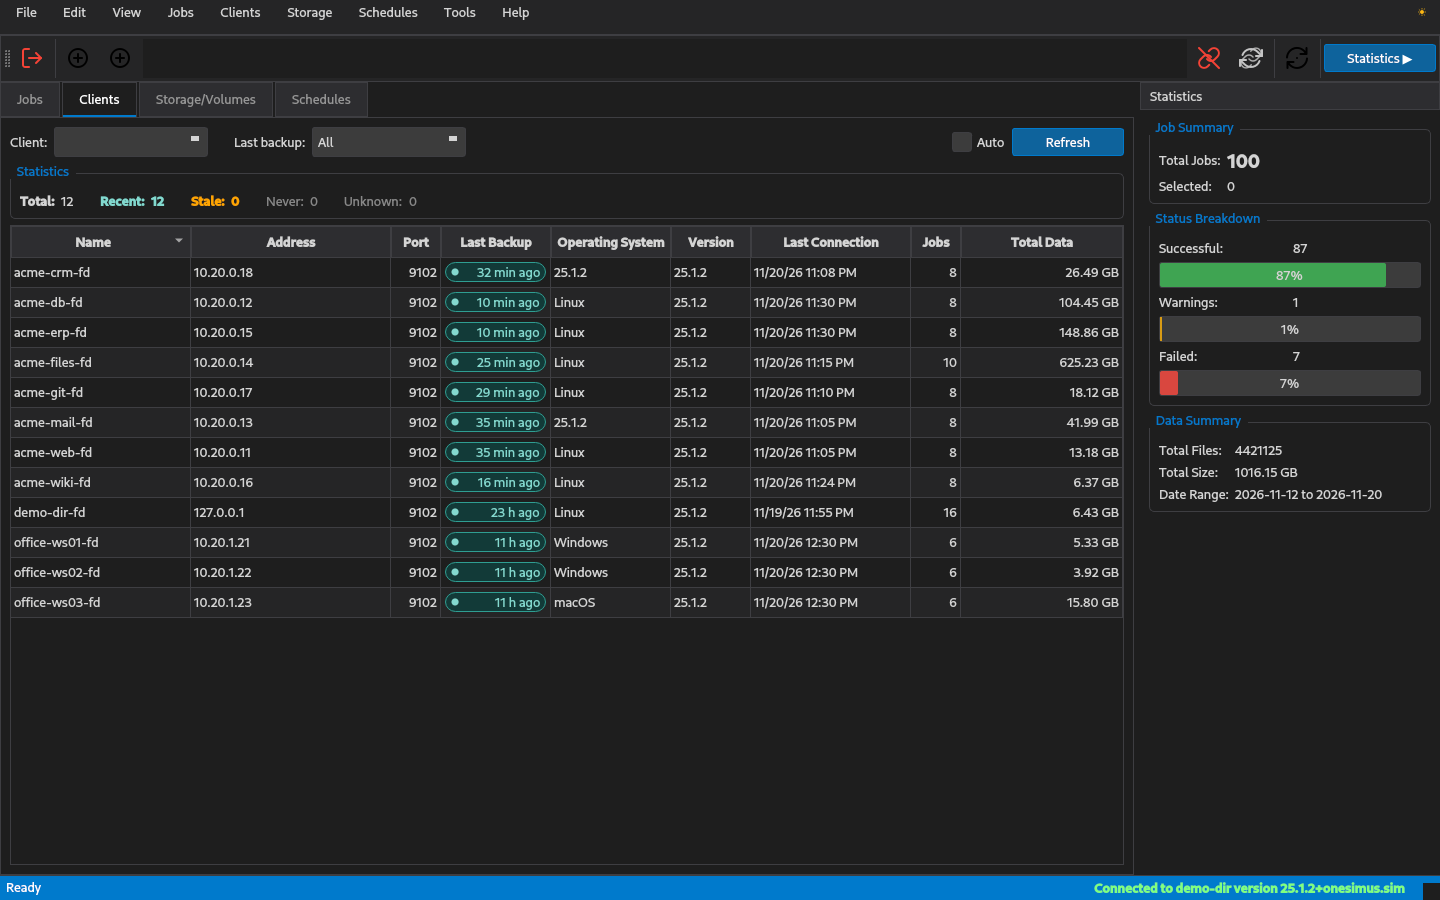 File Edit View Jobs Clients Storage Schedules Tools Help
Statistics ▶
Jobs Clients Storage/Volumes Schedules
Client: Last backup: All Auto Refresh
Statistics
Total: 12 Recent: 12 Stale: 0 Never: 0 Unknown: 0
Name Address Port Last Backup Operating System Version Last Connection Jobs Total Data
acme-crm-fd 10.20.0.18 9102 32 min ago 25.1.2 25.1.2 11/20/26 11:08 PM 8 26.49 GB
acme-db-fd 10.20.0.12 9102 10 min ago Linux 25.1.2 11/20/26 11:30 PM 8 104.45 GB
acme-erp-fd 10.20.0.15 9102 10 min ago Linux 25.1.2 11/20/26 11:30 PM 8 148.86 GB
acme-files-fd 10.20.0.14 9102 25 min ago Linux 25.1.2 11/20/26 11:15 PM 10 625.23 GB
acme-git-fd 10.20.0.17 9102 29 min ago Linux 25.1.2 11/20/26 11:10 PM 8 18.12 GB
acme-mail-fd 10.20.0.13 9102 35 min ago 25.1.2 25.1.2 11/20/26 11:05 PM 8 41.99 GB
acme-web-fd 10.20.0.11 9102 35 min ago Linux 25.1.2 11/20/26 11:05 PM 8 13.18 GB
acme-wiki-fd 10.20.0.16 9102 16 min ago Linux 25.1.2 11/20/26 11:24 PM 8 6.37 GB
demo-dir-fd 127.0.0.1 9102 23 h ago Linux 25.1.2 11/19/26 11:55 PM 16 6.43 GB
office-ws01-fd 10.20.1.21 9102 11 h ago Windows 25.1.2 11/20/26 12:30 PM 6 5.33 GB
office-ws02-fd 10.20.1.22 9102 11 h ago Windows 25.1.2 11/20/26 12:30 PM 6 3.92 GB
office-ws03-fd 10.20.1.23 9102 11 h ago macOS 25.1.2 11/20/26 12:30 PM 6 15.80 GB
Statistics
Job Summary
Total Jobs: 100
Selected: 0
Status Breakdown
Successful: 87
87%
Warnings: 1
1%
Failed: 7
7%
Data Summary
Total Files: 4421125
Total Size: 1016.15 GB
Date Range: 2026-11-12 to 2026-11-20
Ready Connected to demo-dir version 25.1.2+onesimus.sim